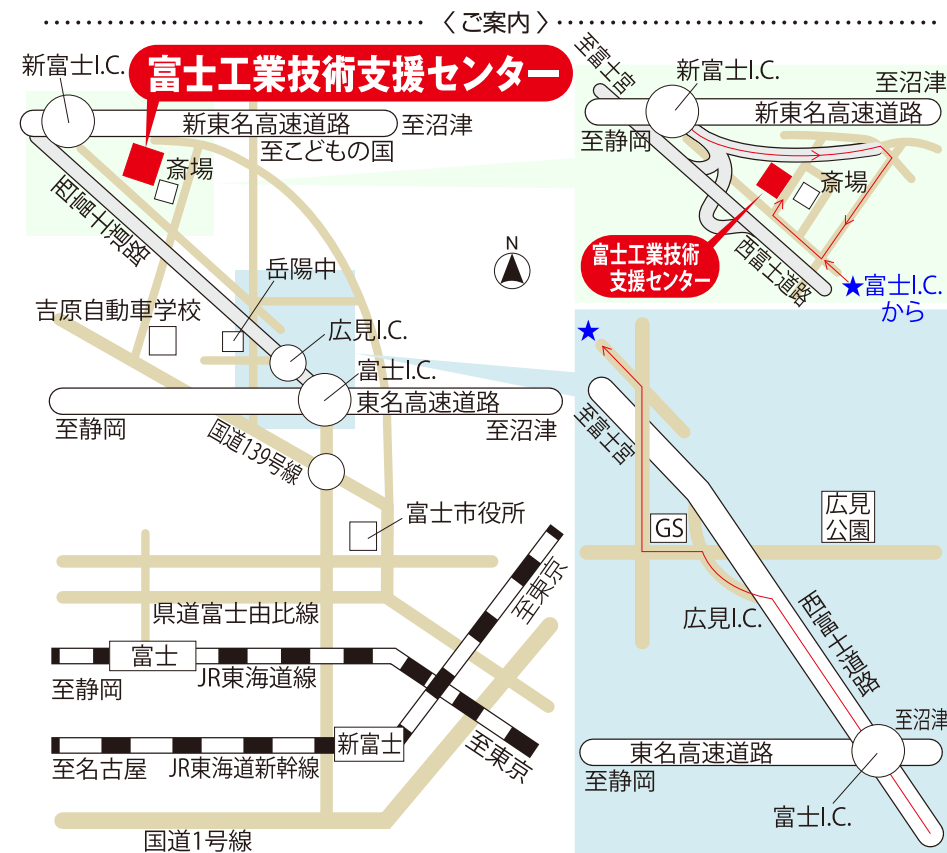 〈ご案内〉
新富士I.C.
富士工業技術支援センター
新東名高速道路
至沼津
至こどもの国
斎場
西富士道路
岳陽中
N
吉原自動車学校
広見I.C.
富士I.C.
東名高速道路
至静岡
至沼津
国道139号線
富士市役所
至東京
県道富士由比線
富士
JR東海道線
至静岡
新富士
至名古屋
JR東海道新幹線
至東京
国道1号線
至富士宮
新富士I.C.
至沼津
新東名高速道路
至静岡
斎場
富士工業技術
支援センター
西富士道路
★富士I.C.
から
★
至富士宮
GS
広見
公園
広見I.C.
西富士道路
至沼津
東名高速道路
至静岡
富士I.C.